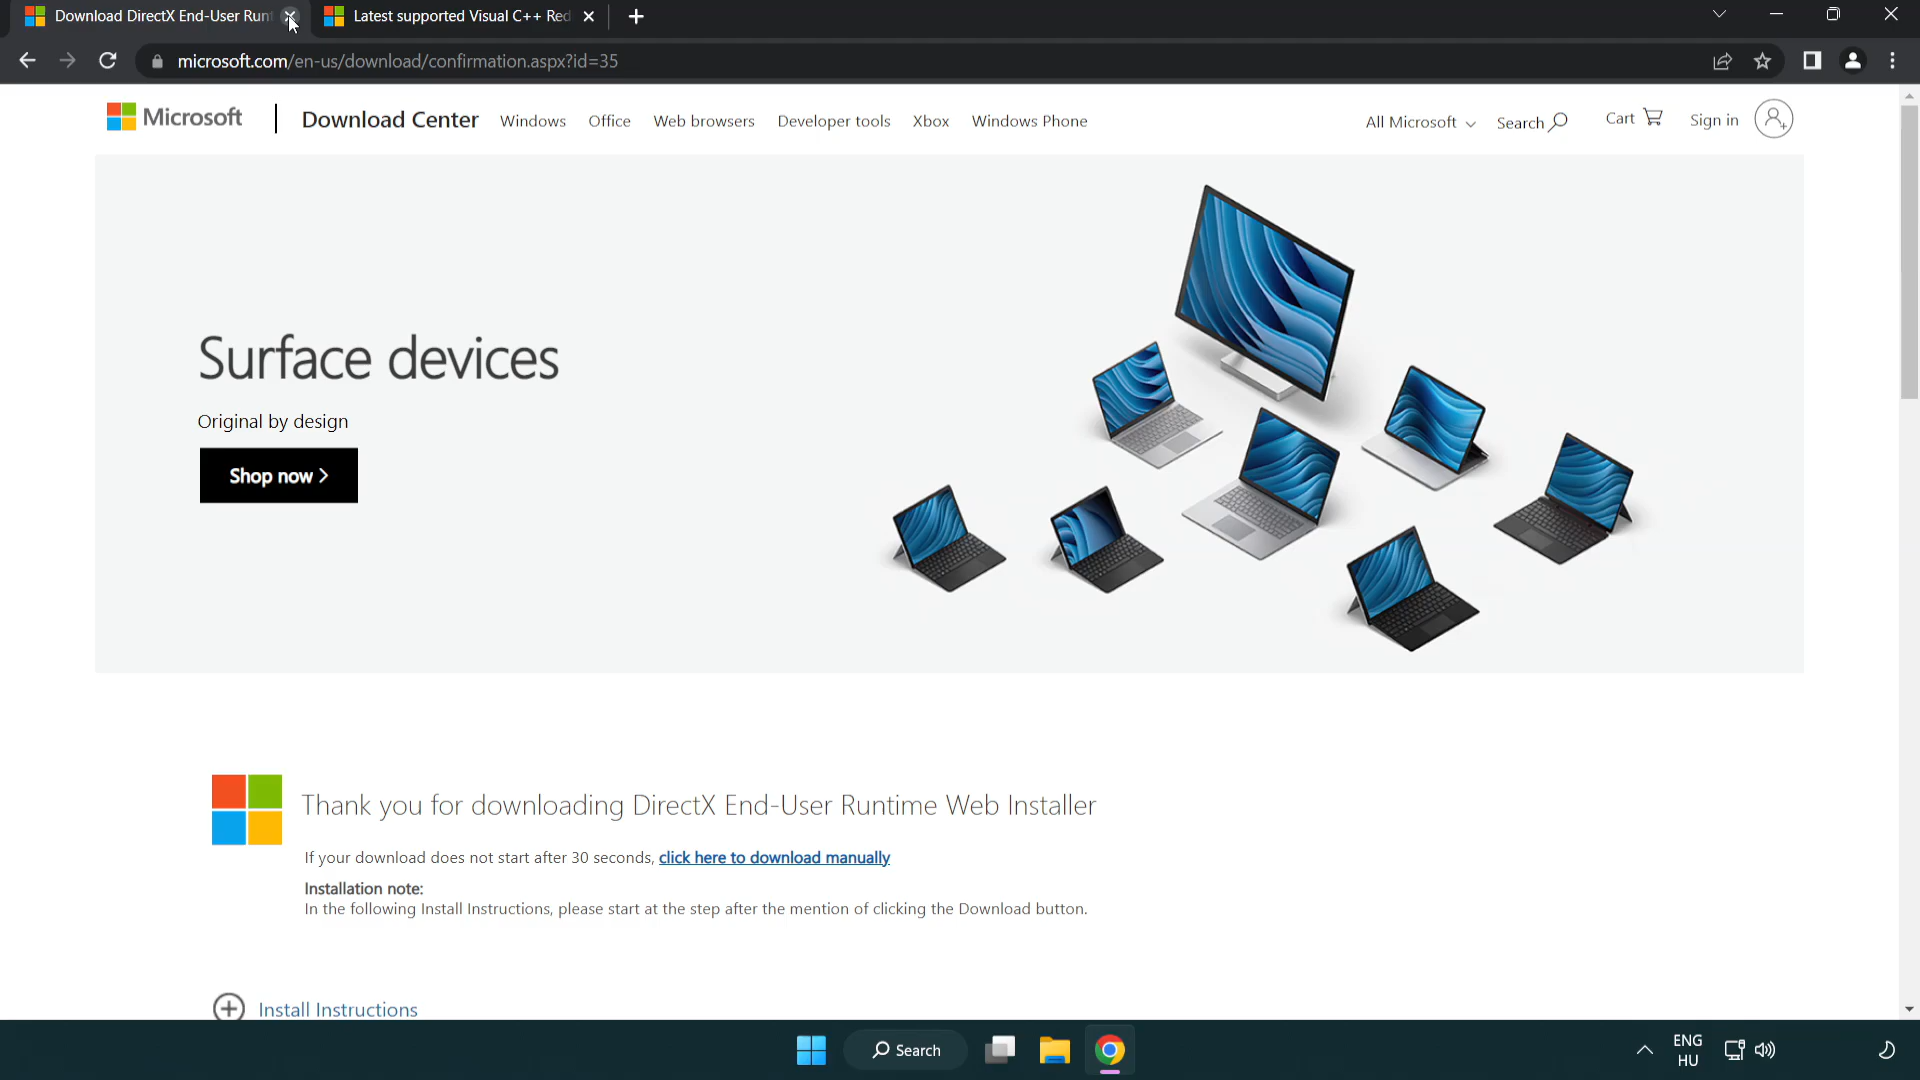 Download DirectX End-User Runt
Latest supported Visual C++ Red
microsoft.com/en-us/download/confirmation.aspx?id=35
Microsoft
Download Center
Windows
Office
Web browsers
Developer tools
Xbox
Windows Phone
All Microsoft
Search
Cart
Sign in
Surface devices
Original by design
Shop now
Thank you for downloading DirectX End-User Runtime Web Installer
If your download does not start after 30 seconds, click here to download manually
Installation note:
In the following Install Instructions, please start at the step after the mention of clicking the Download button.
Install Instructions
Search
ENG
HU